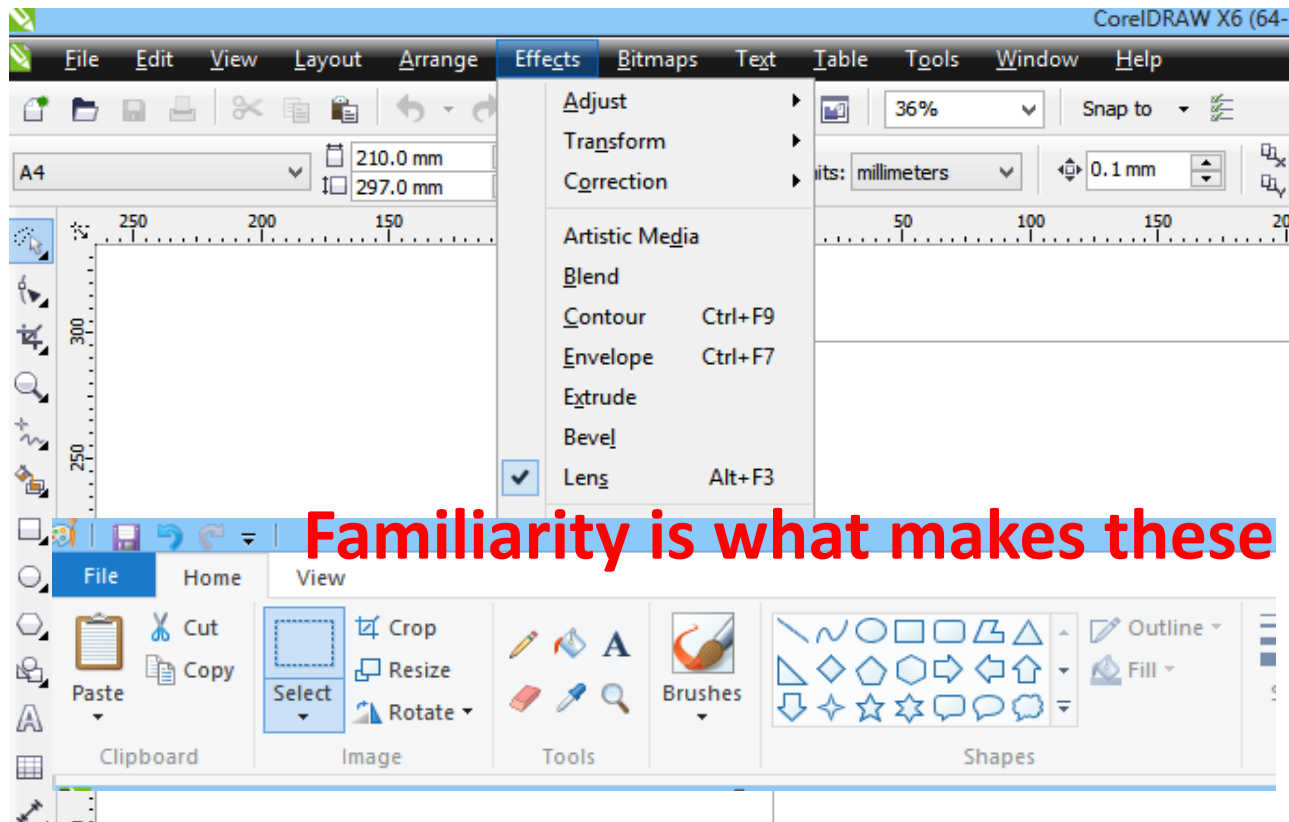 CorelDRAW X6 (64-
File Edit View Layout Arrange Effects Bitmaps Text Table Tools Window Help
Adjust
36%
Snap to
Transform
A4
210.0 mm
297.0 mm
millimeters
0.1 mm
Correction
250 200 150 50 100 150 20
Artistic Media
Blend
300
Contour Ctrl+F9
Envelope Ctrl+F7
Extrude
Bevel
250
Lens Alt+F3
Familiarity is what makes these
File Home View
Cut
Copy
Paste
Clipboard
Select
Crop
Resize
Rotate
Image
A
Tools
Brushes
Outline
Fill
Shapes